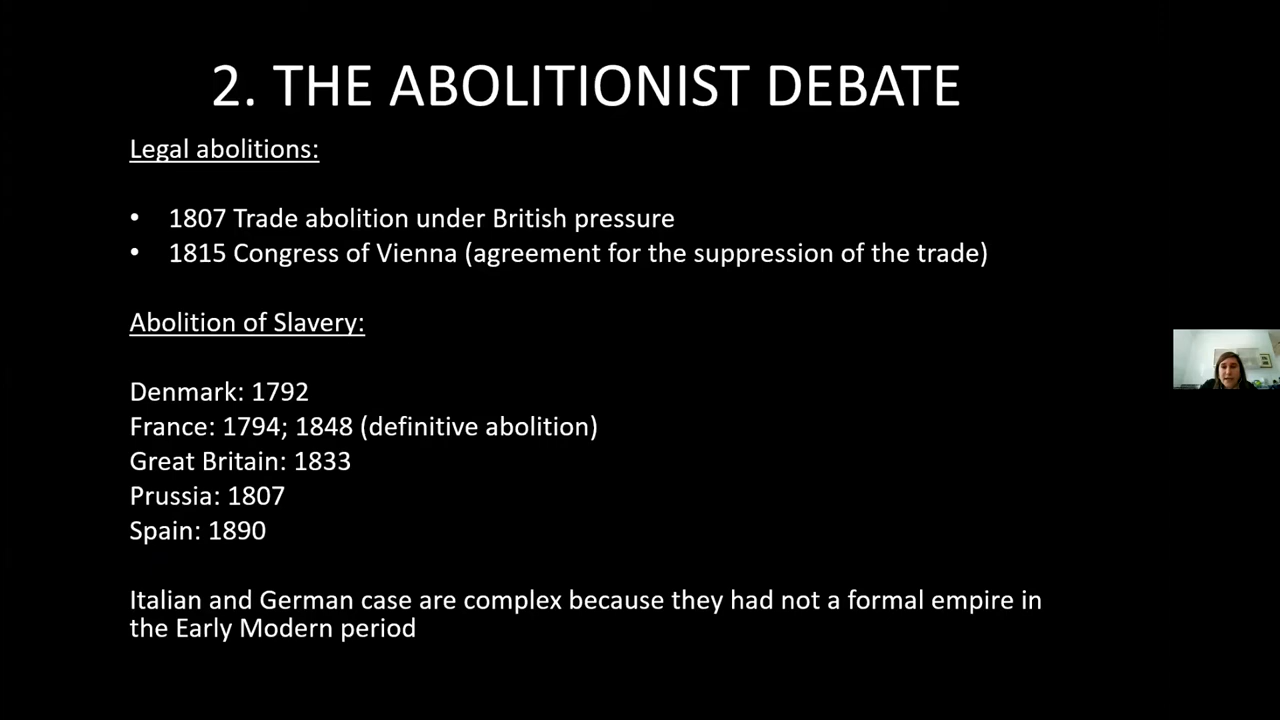 2. THE ABOLITIONIST DEBATE
Legal abolitions:
• 1807 Trade abolition under British pressure
• 1815 Congress of Vienna (agreement for the suppression of the trade)
Abolition of Slavery:
Denmark: 1792
France: 1794; 1848 (definitive abolition)
Great Britain: 1833
Prussia: 1807
Spain: 1890
Italian and German case are complex because they had not a formal empire in
the Early Modern period